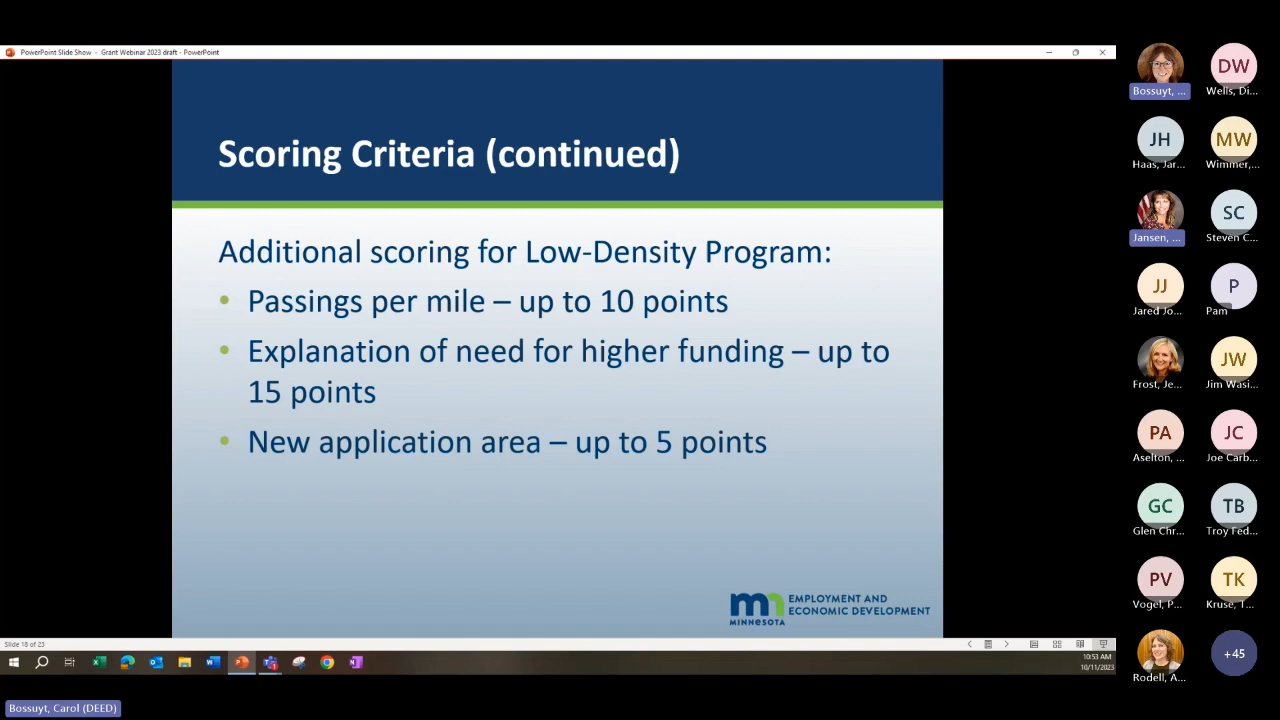 PowerPoint Slide Show - Grant Webinar 2023 draft - PowerPoint
Scoring Criteria (continued)
Additional scoring for Low-Density Program:
• Passings per mile – up to 10 points
• Explanation of need for higher funding – up to
15 points
• New application area – up to 5 points
mn
MINNESOTA
EMPLOYMENT AND
ECONOMIC DEVELOPMENT
Slide 18 of 23
10:53 AM
10/11/2023
Bossuyt, ...
DW
Wells, Di...
JH
Haas, Jar...
MW
Wimmer,...
Jansen, ...
SC
Steven C...
JJ
Jared Jo...
P
Pam
Frost, Je...
JW
Jim Wasi...
PA
Aselton, ...
JC
Joe Carb...
GC
Glen Chr...
TB
Troy Fed...
PV
Vogel, P...
TK
Kruse, T...
Rodell, A...
+45
Bossuyt, Carol (DEED)